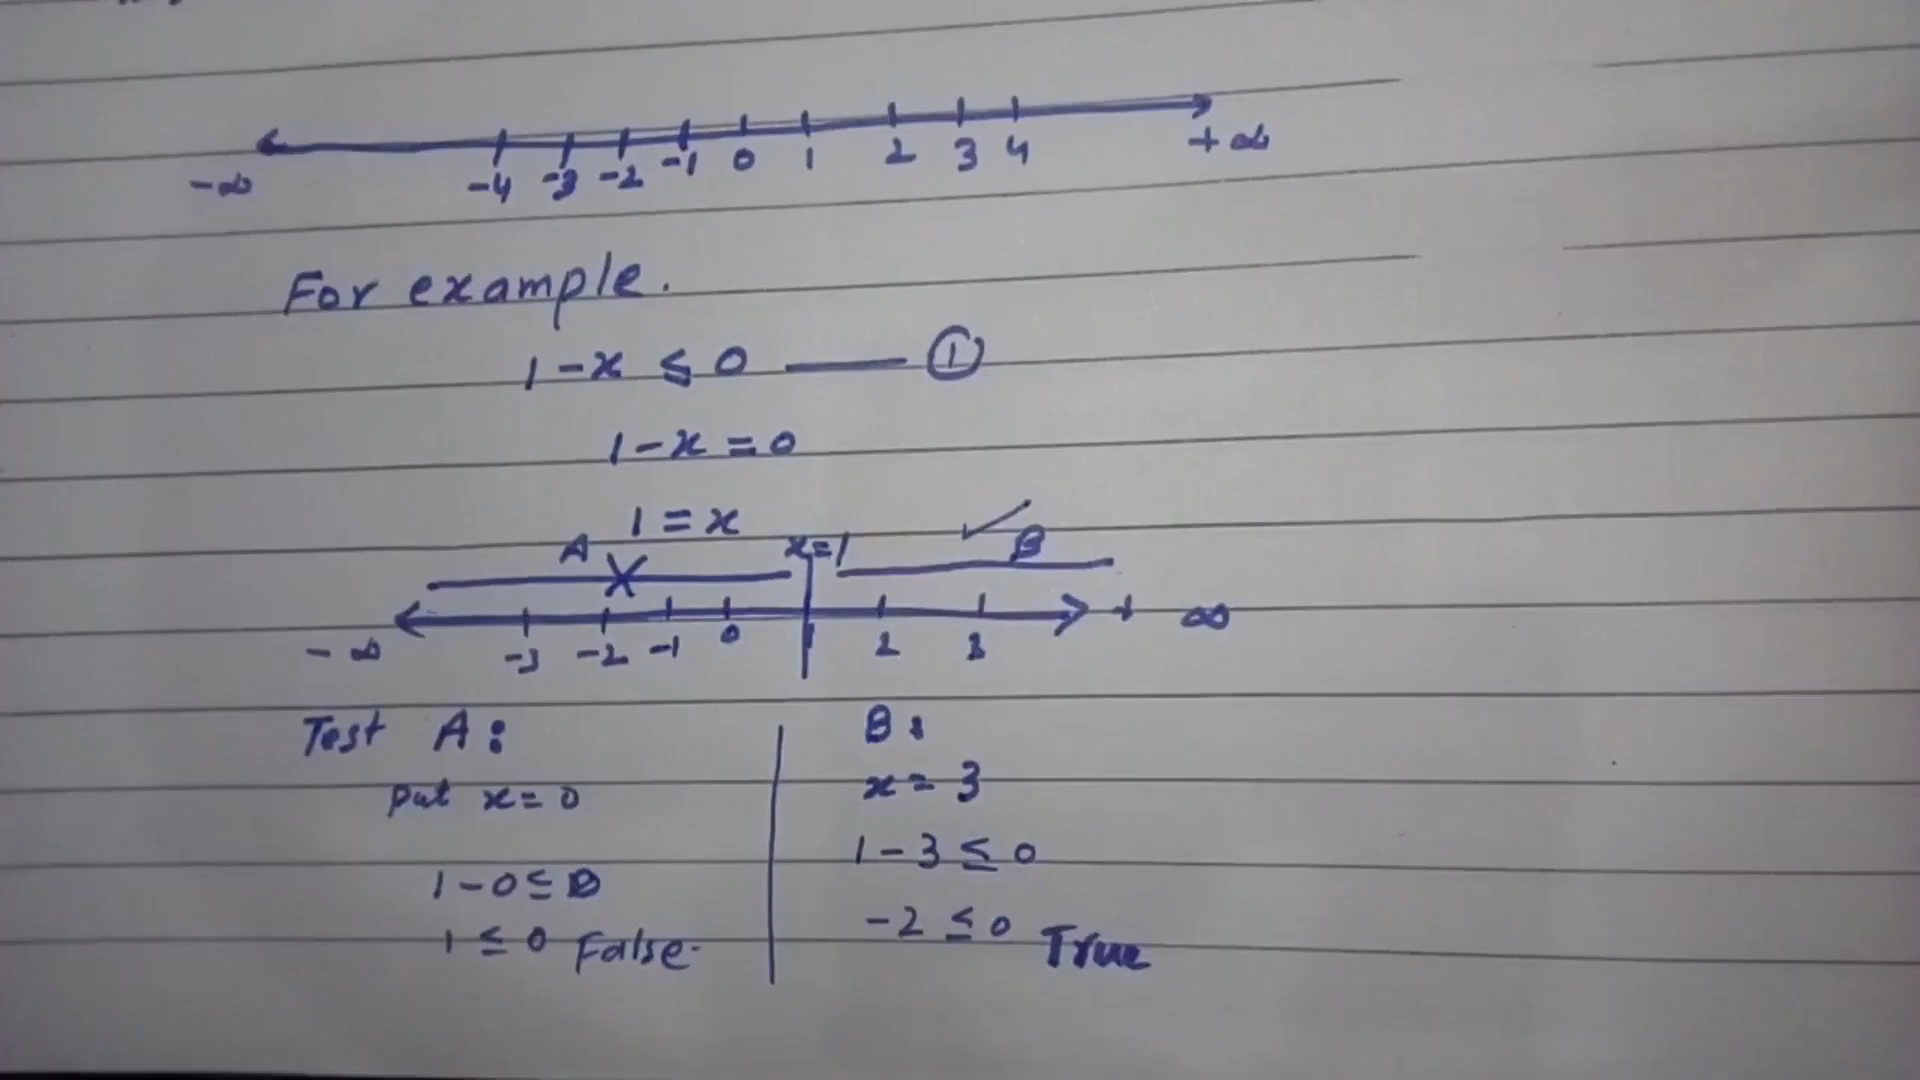 -∞ -4 -3 -2 -1 0 1 2 3 4 +∞
For example.
1-x ≤ 0 —— ①
1-x = 0
1 = x
A x=1 B
-∞ -3 -2 -1 0 2 3 + ∞
Test A:
put x = 0
1-0 ≤ 0
1 ≤ 0 False.
B:
x = 3
1-3 ≤ 0
-2 ≤ 0 True